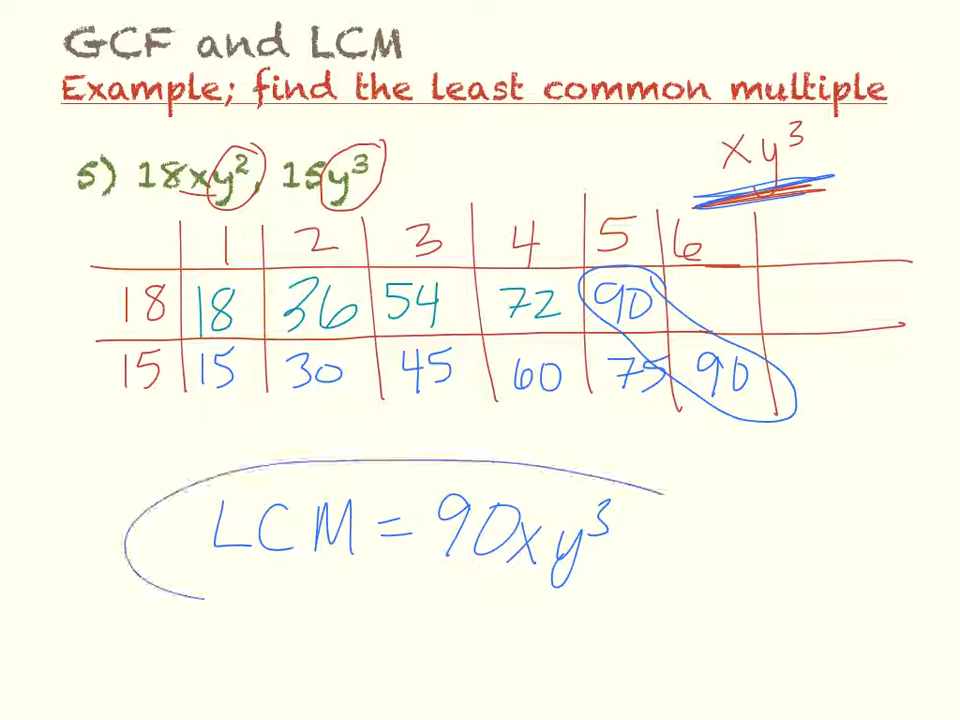 GCF and LCM
Example; find the least common multiple
xy³
5) 18xy², 15y³
1 2 3 4 5 6
18 18 36 54 72 90
15 15 30 45 60 75 90
LCM = 90xy³